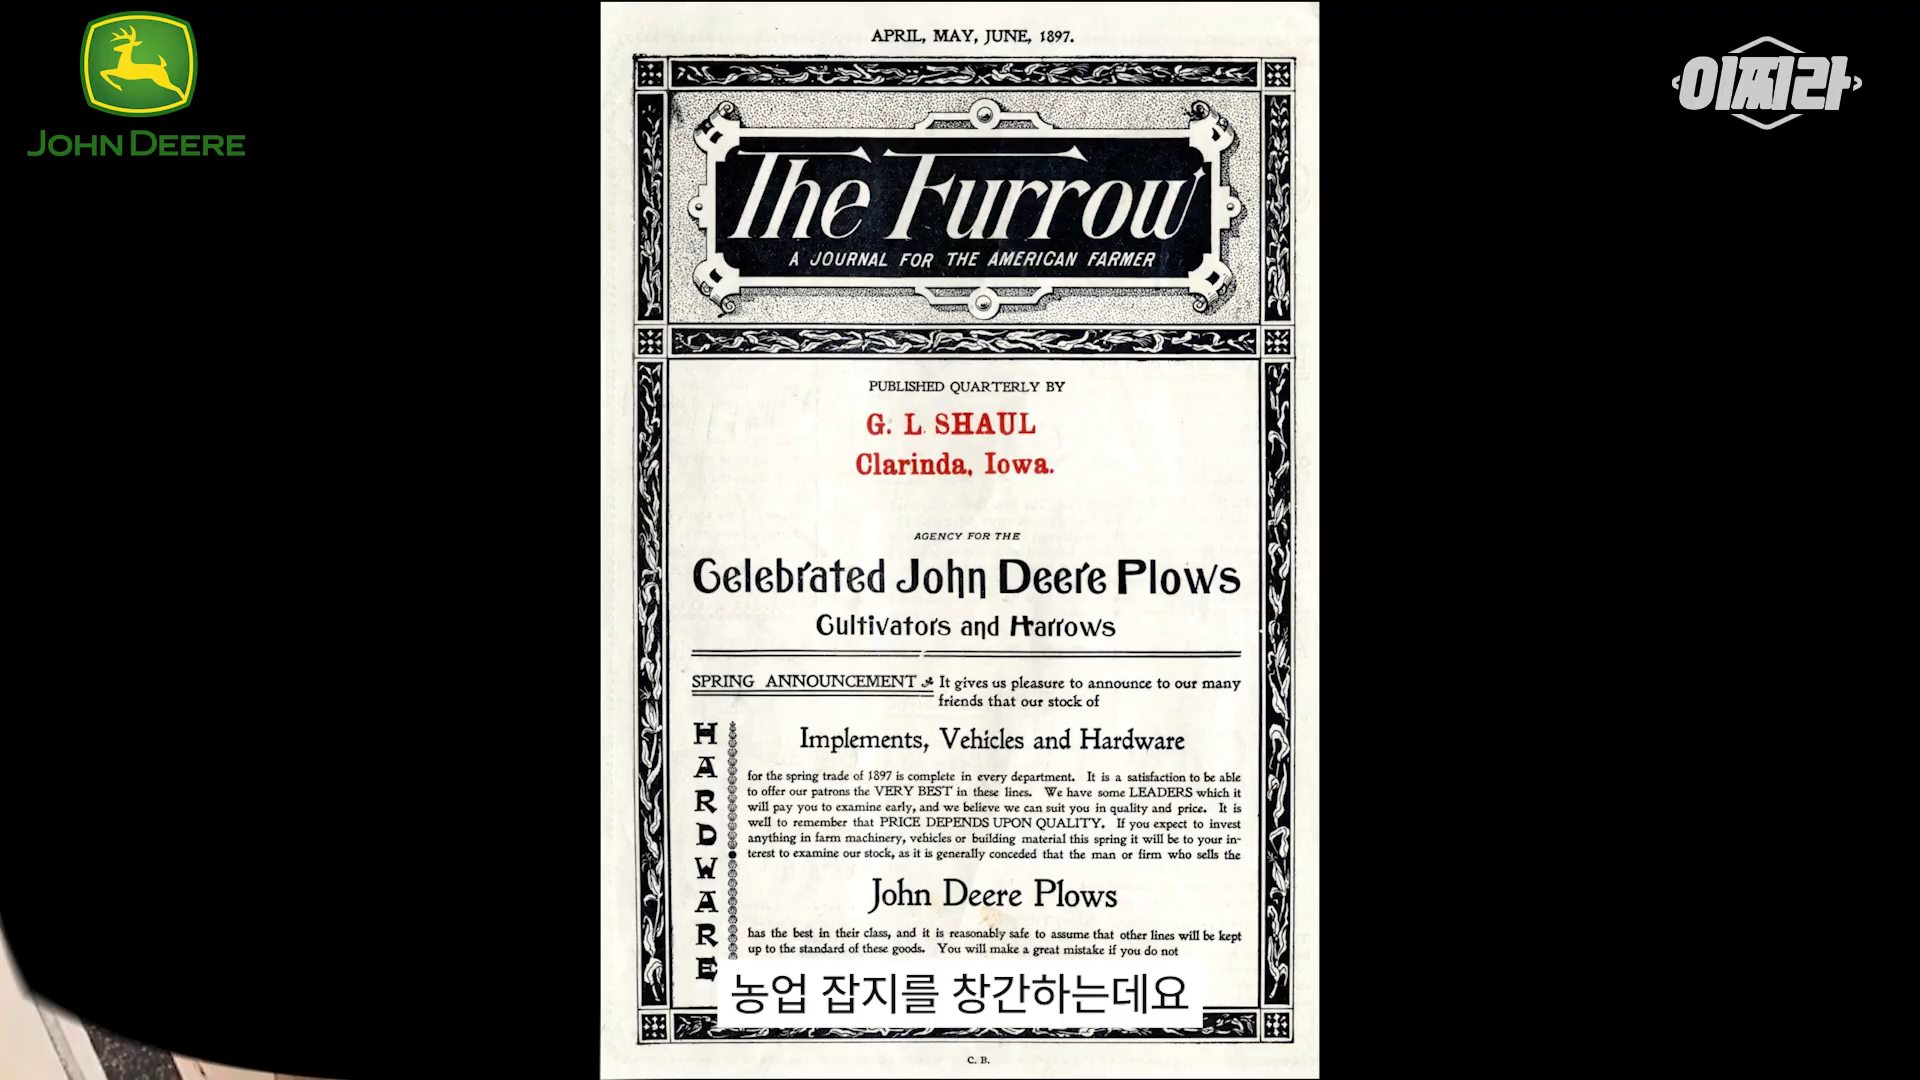 JOHN DEERE
이찌라
APRIL, MAY, JUNE, 1897.
The Furrow
A JOURNAL FOR THE AMERICAN FARMER
PUBLISHED QUARTERLY BY
G. L. SHAUL
Clarinda, Iowa.
AGENCY FOR THE
Celebrated John Deere Plows
Cultivators and Harrows
SPRING ANNOUNCEMENT It gives us pleasure to announce to our many
friends that our stock of
HARDWARE
Implements, Vehicles and Hardware
for the spring trade of 1897 is complete in every department. It is a satisfaction to be able
to offer our patrons the VERY BEST in these lines. We have some LEADERS which it
will pay you to examine early, and we believe we can suit you in quality and price. It is
well to remember that PRICE DEPENDS UPON QUALITY. If you expect to invest
anything in farm machinery, vehicles or building material this spring it will be to your in-
terest to examine our stock, as it is generally conceded that the man or firm who sells the
John Deere Plows
has the best in their class, and it is reasonably safe to assume that other lines will be kept
up to the standard of these goods. You will make a great mistake if you do not
농업 잡지를 창간하는데요
C. B.